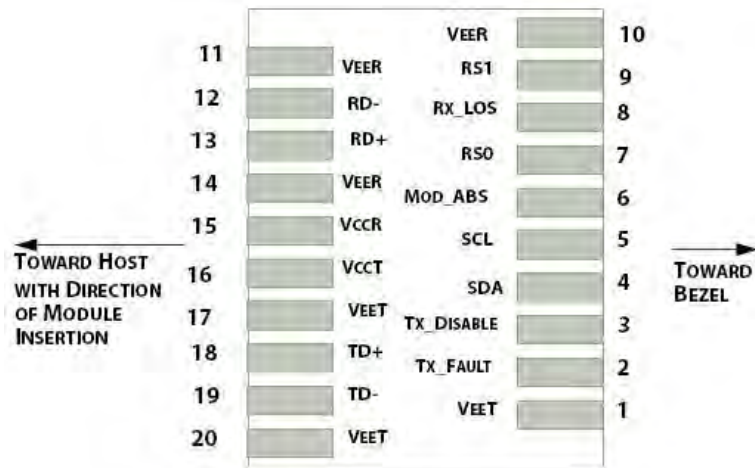 VEER 10
11 VEER
RS1 9
12 RD-
RX_LOS 8
13 RD+
RS0 7
14 VEER
MOD_ABS 6
15 VCCR
SCL 5
TOWARD HOST
WITH DIRECTION
OF MODULE
INSERTION
TOWARD
BEZEL
16 VCCT
SDA 4
17 VEET
TX_DISABLE 3
18 TD+
TX_FAULT 2
19 TD-
VEET 1
20 VEET